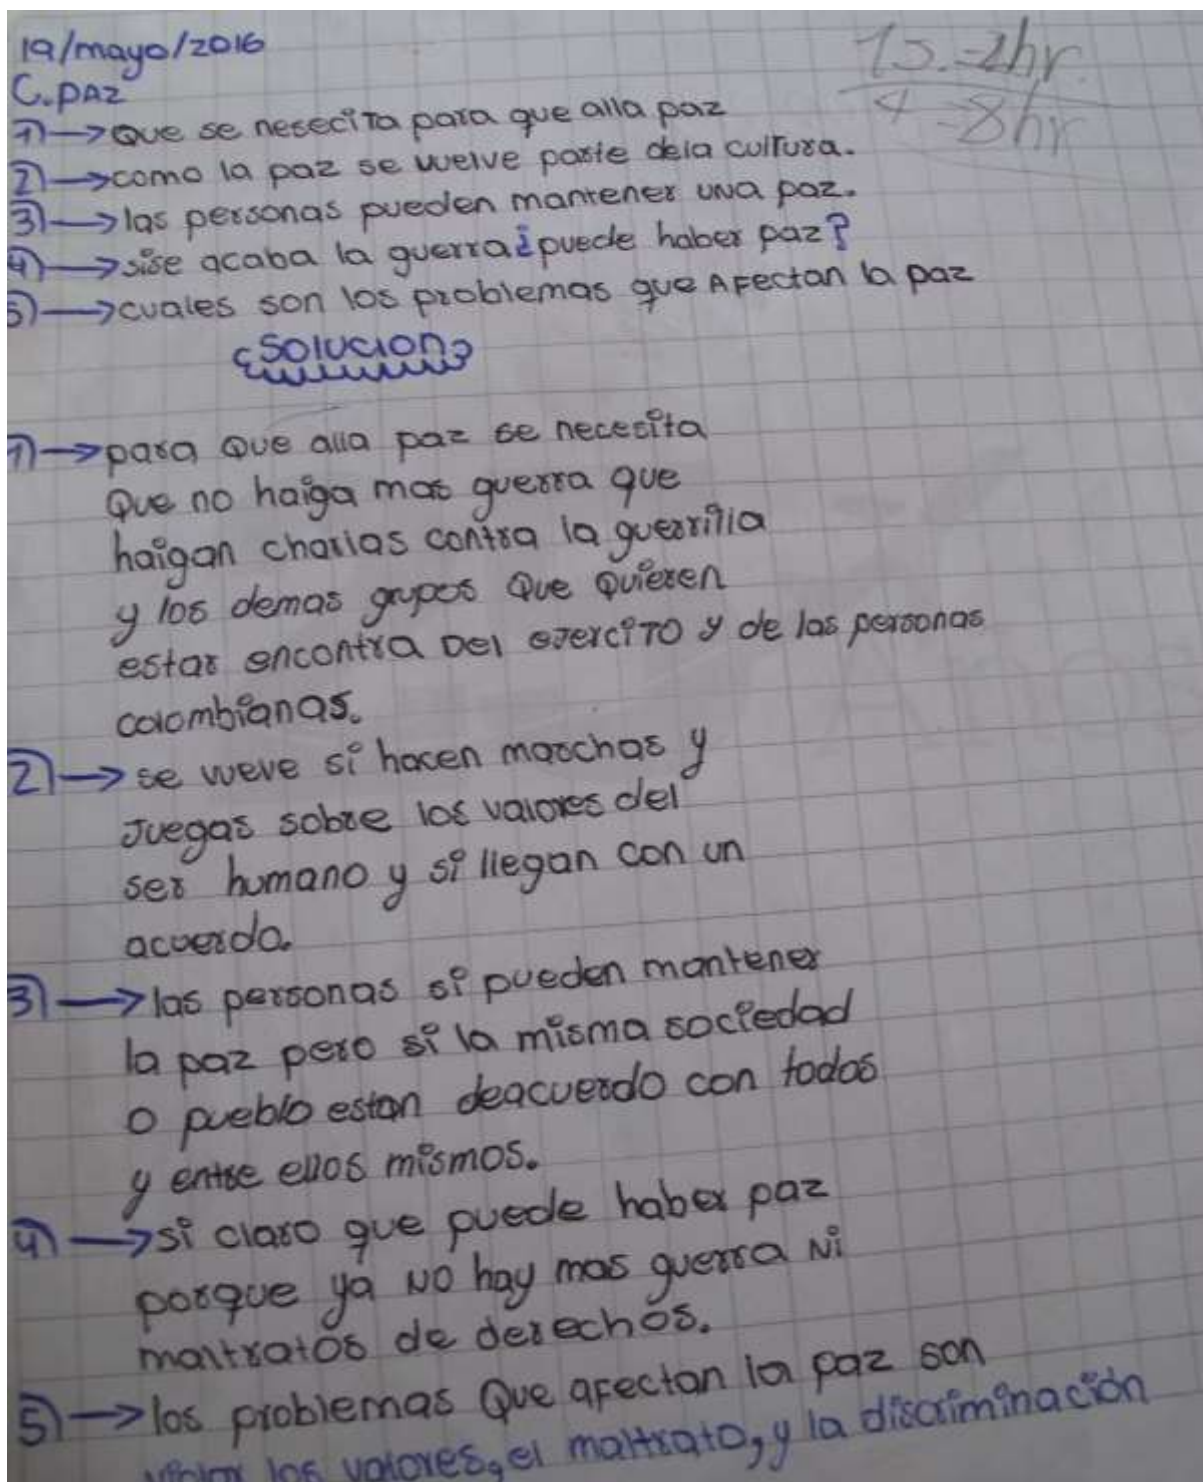 19/mayo/2016
C.PAZ
1)→ Que se nesecita para que alla paz
2)→ como la paz se welve parte dela cultura.
3)→ las personas pueden mantener una paz.
4)→ sise acaba la guerra ¿puede haber paz?
5)→ cuales son los problemas que Afectan la paz
SOlUCION
1)→ para Que alla paz se necesita
Que no haiga mas guerra que
haigan charlas contra la guerrilla
y los demas grupos Que Quieren
estar encontra Del ejerciTO y de las personas
colombianas.
2)→ se weve si hacen marchas y
Juegas sobre los valores del
ser humano y si llegan con un
acuerdo.
3)→ las personas si pueden mantener
la paz pero si la misma sociedad
o pueblo estan deacuerdo con todos
y entre ellos mismos.
4)→ si claro que puede haber paz
porque ya NO hay mas guerra Ni
maltratos de derechos.
5)→ los problemas Que afectan la paz son
los valores, el maltrato, y la discriminación
4 - 8hr